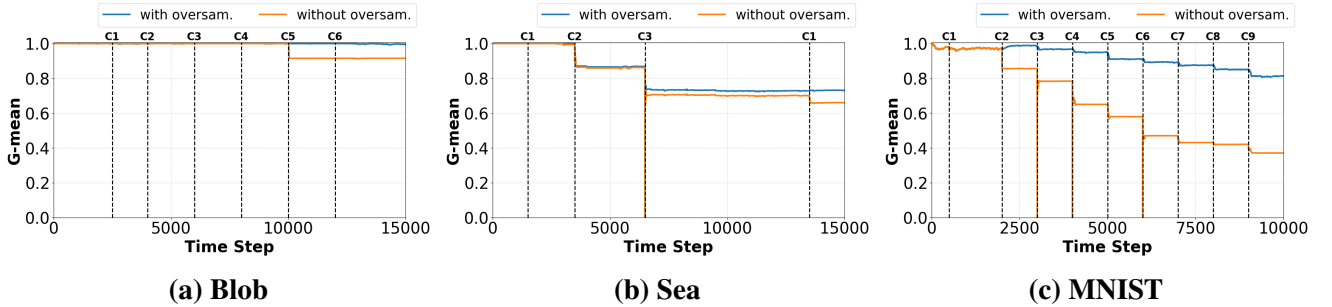 with oversam. without oversam.
C1 C2 C3 C4 C5 C6
1.0
0.8
0.6
0.4
0.2
0.0
G-mean
0 5000 10000 15000
Time Step
(a) Blob
with oversam. without oversam.
C1 C2 C3 C1
1.0
0.8
0.6
0.4
0.2
0.0
G-mean
0 5000 10000 15000
Time Step
(b) Sea
with oversam. without oversam.
C1 C2 C3 C4 C5 C6 C7 C8 C9
1.0
0.8
0.6
0.4
0.2
0.0
G-mean
0 2500 5000 7500 10000
Time Step
(c) MNIST